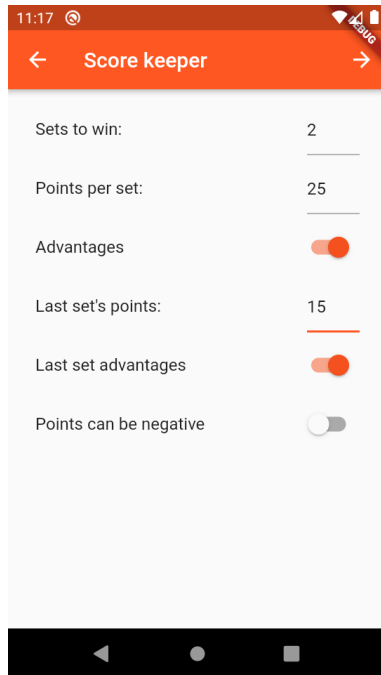 11:17
DEBUG
Score keeper
Sets to win: 2
Points per set: 25
Advantages
Last set's points: 15
Last set advantages
Points can be negative